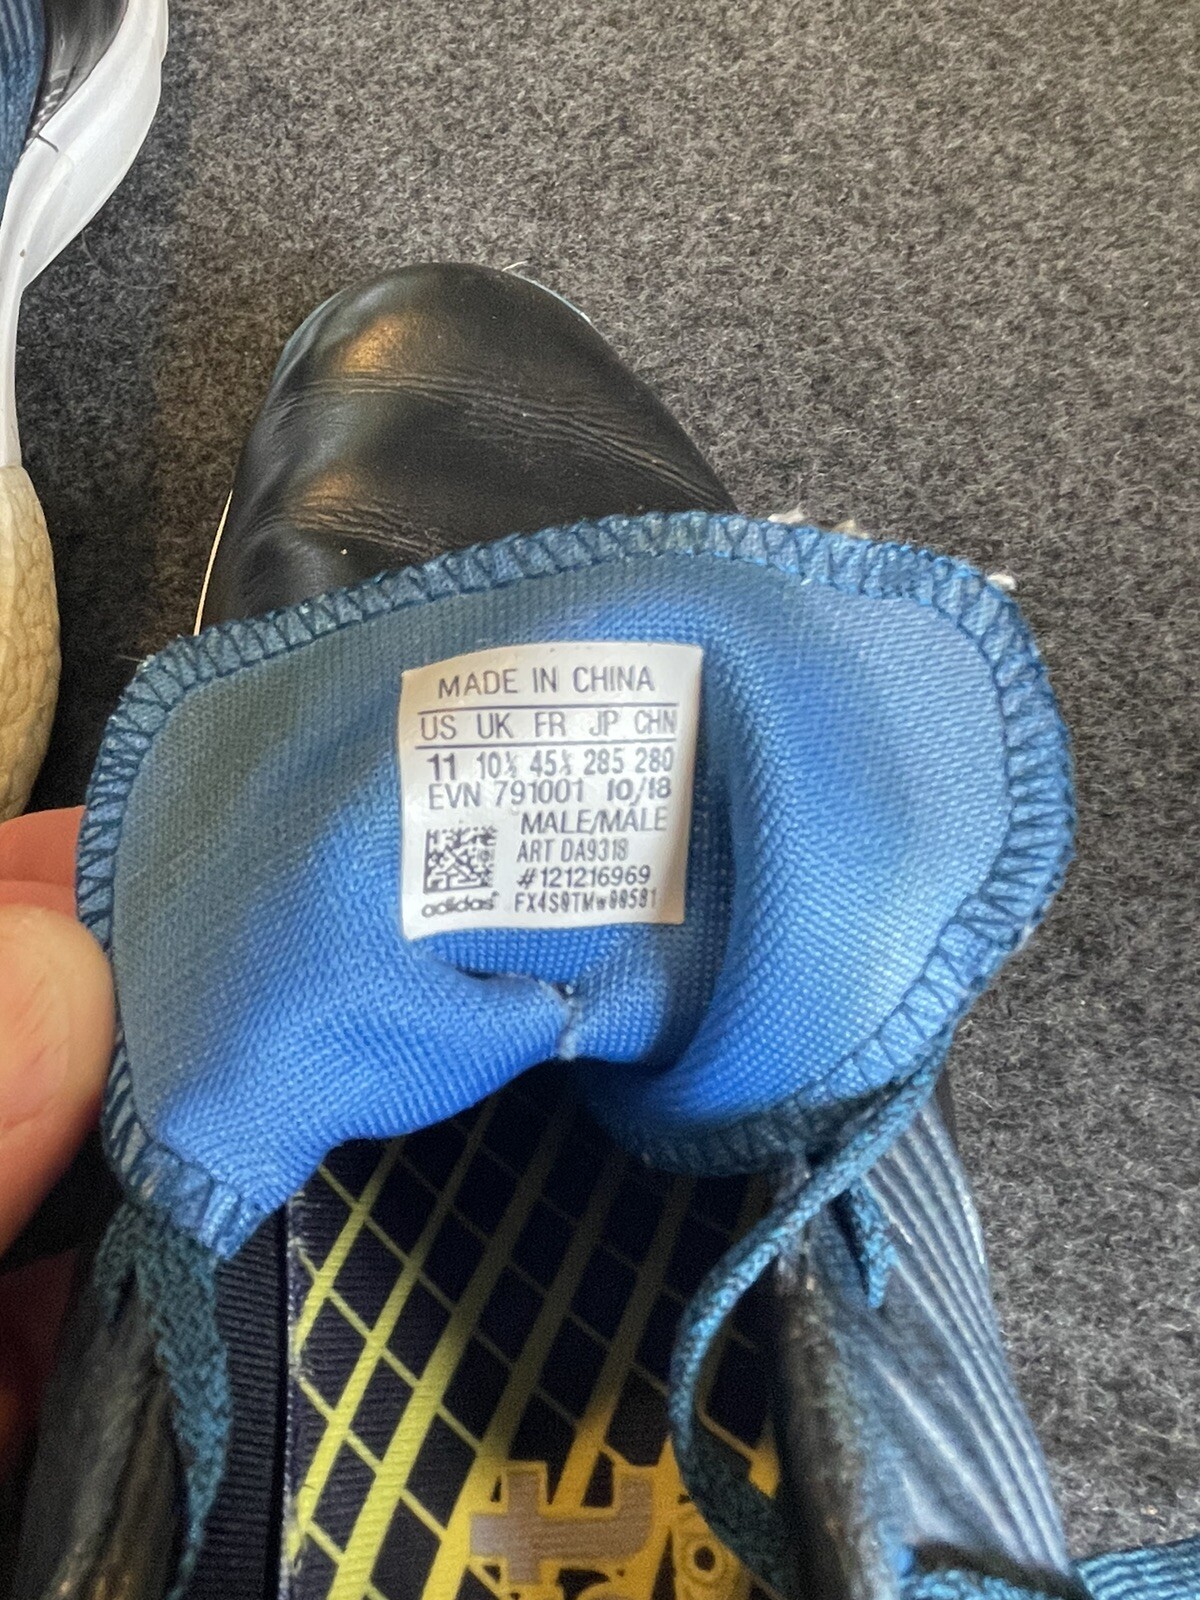 MADE IN CHINA
US UK FR JP CHN
11 10½ 45⅓ 285 280
EVN 791001 10/18
MALE/MALE
ART DA9318
#121216969
adidas FX4S0TMw00581